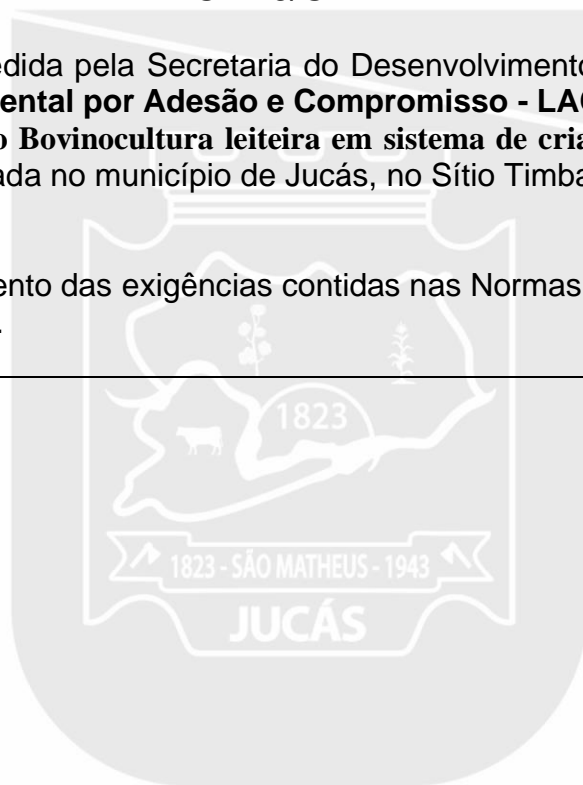 edida pela Secretaria do Desenvolvimento
ental por Adesão e Compromisso - LAC
o Bovinocultura leiteira em sistema de cria
ada no município de Jucás, no Sítio Timba
ento das exigências contidas nas Normas
.
1823
1823 - SÃO MATHEUS - 1943
JUCÁS